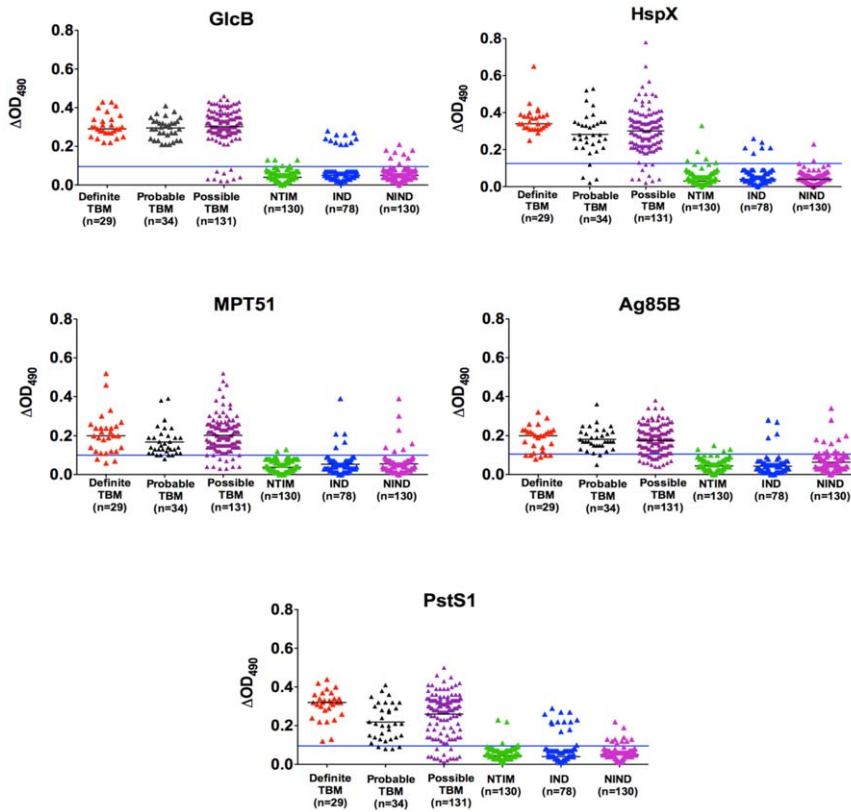 GlcB
0.8
0.6
0.4
0.2
0.0
ΔOD490
Definite TBM (n=29)
Probable TBM (n=34)
Possible TBM (n=131)
NTIM (n=130)
IND (n=78)
NIND (n=130)
HspX
0.8
0.6
0.4
0.2
0.0
ΔOD490
Definite TBM (n=29)
Probable TBM (n=34)
Possible TBM (n=131)
NTIM (n=130)
IND (n=78)
NIND (n=130)
MPT51
0.8
0.6
0.4
0.2
0.0
ΔOD490
Definite TBM (n=29)
Probable TBM (n=34)
Possible TBM (n=131)
NTIM (n=130)
IND (n=78)
NIND (n=130)
Ag85B
0.8
0.6
0.4
0.2
0.0
ΔOD490
Definite TBM (n=29)
Probable TBM (n=34)
Possible TBM (n=131)
NTIM (n=130)
IND (n=78)
NIND (n=130)
PstS1
0.8
0.6
0.4
0.2
0.0
ΔOD490
Definite TBM (n=29)
Probable TBM (n=34)
Possible TBM (n=131)
NTIM (n=130)
IND (n=78)
NIND (n=130)